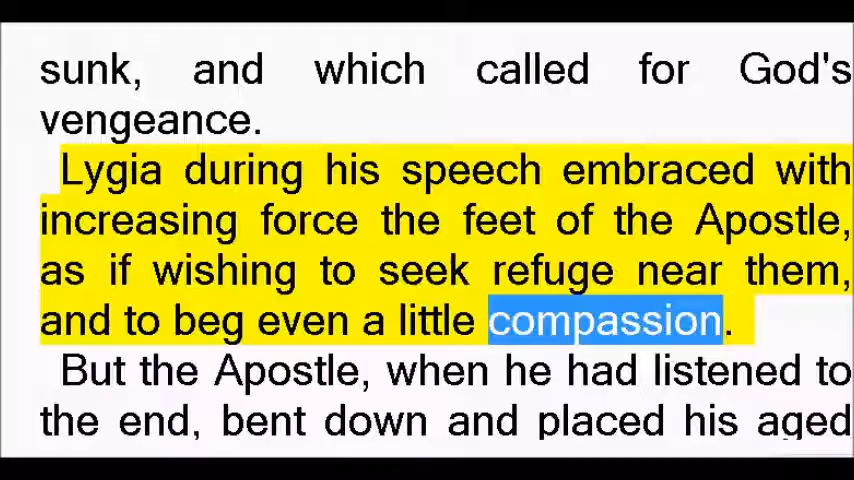 sunk, and which called for God's
vengeance.
Lygia during his speech embraced with
increasing force the feet of the Apostle,
as if wishing to seek refuge near them,
and to beg even a little compassion.
But the Apostle, when he had listened to
the end, bent down and placed his aged